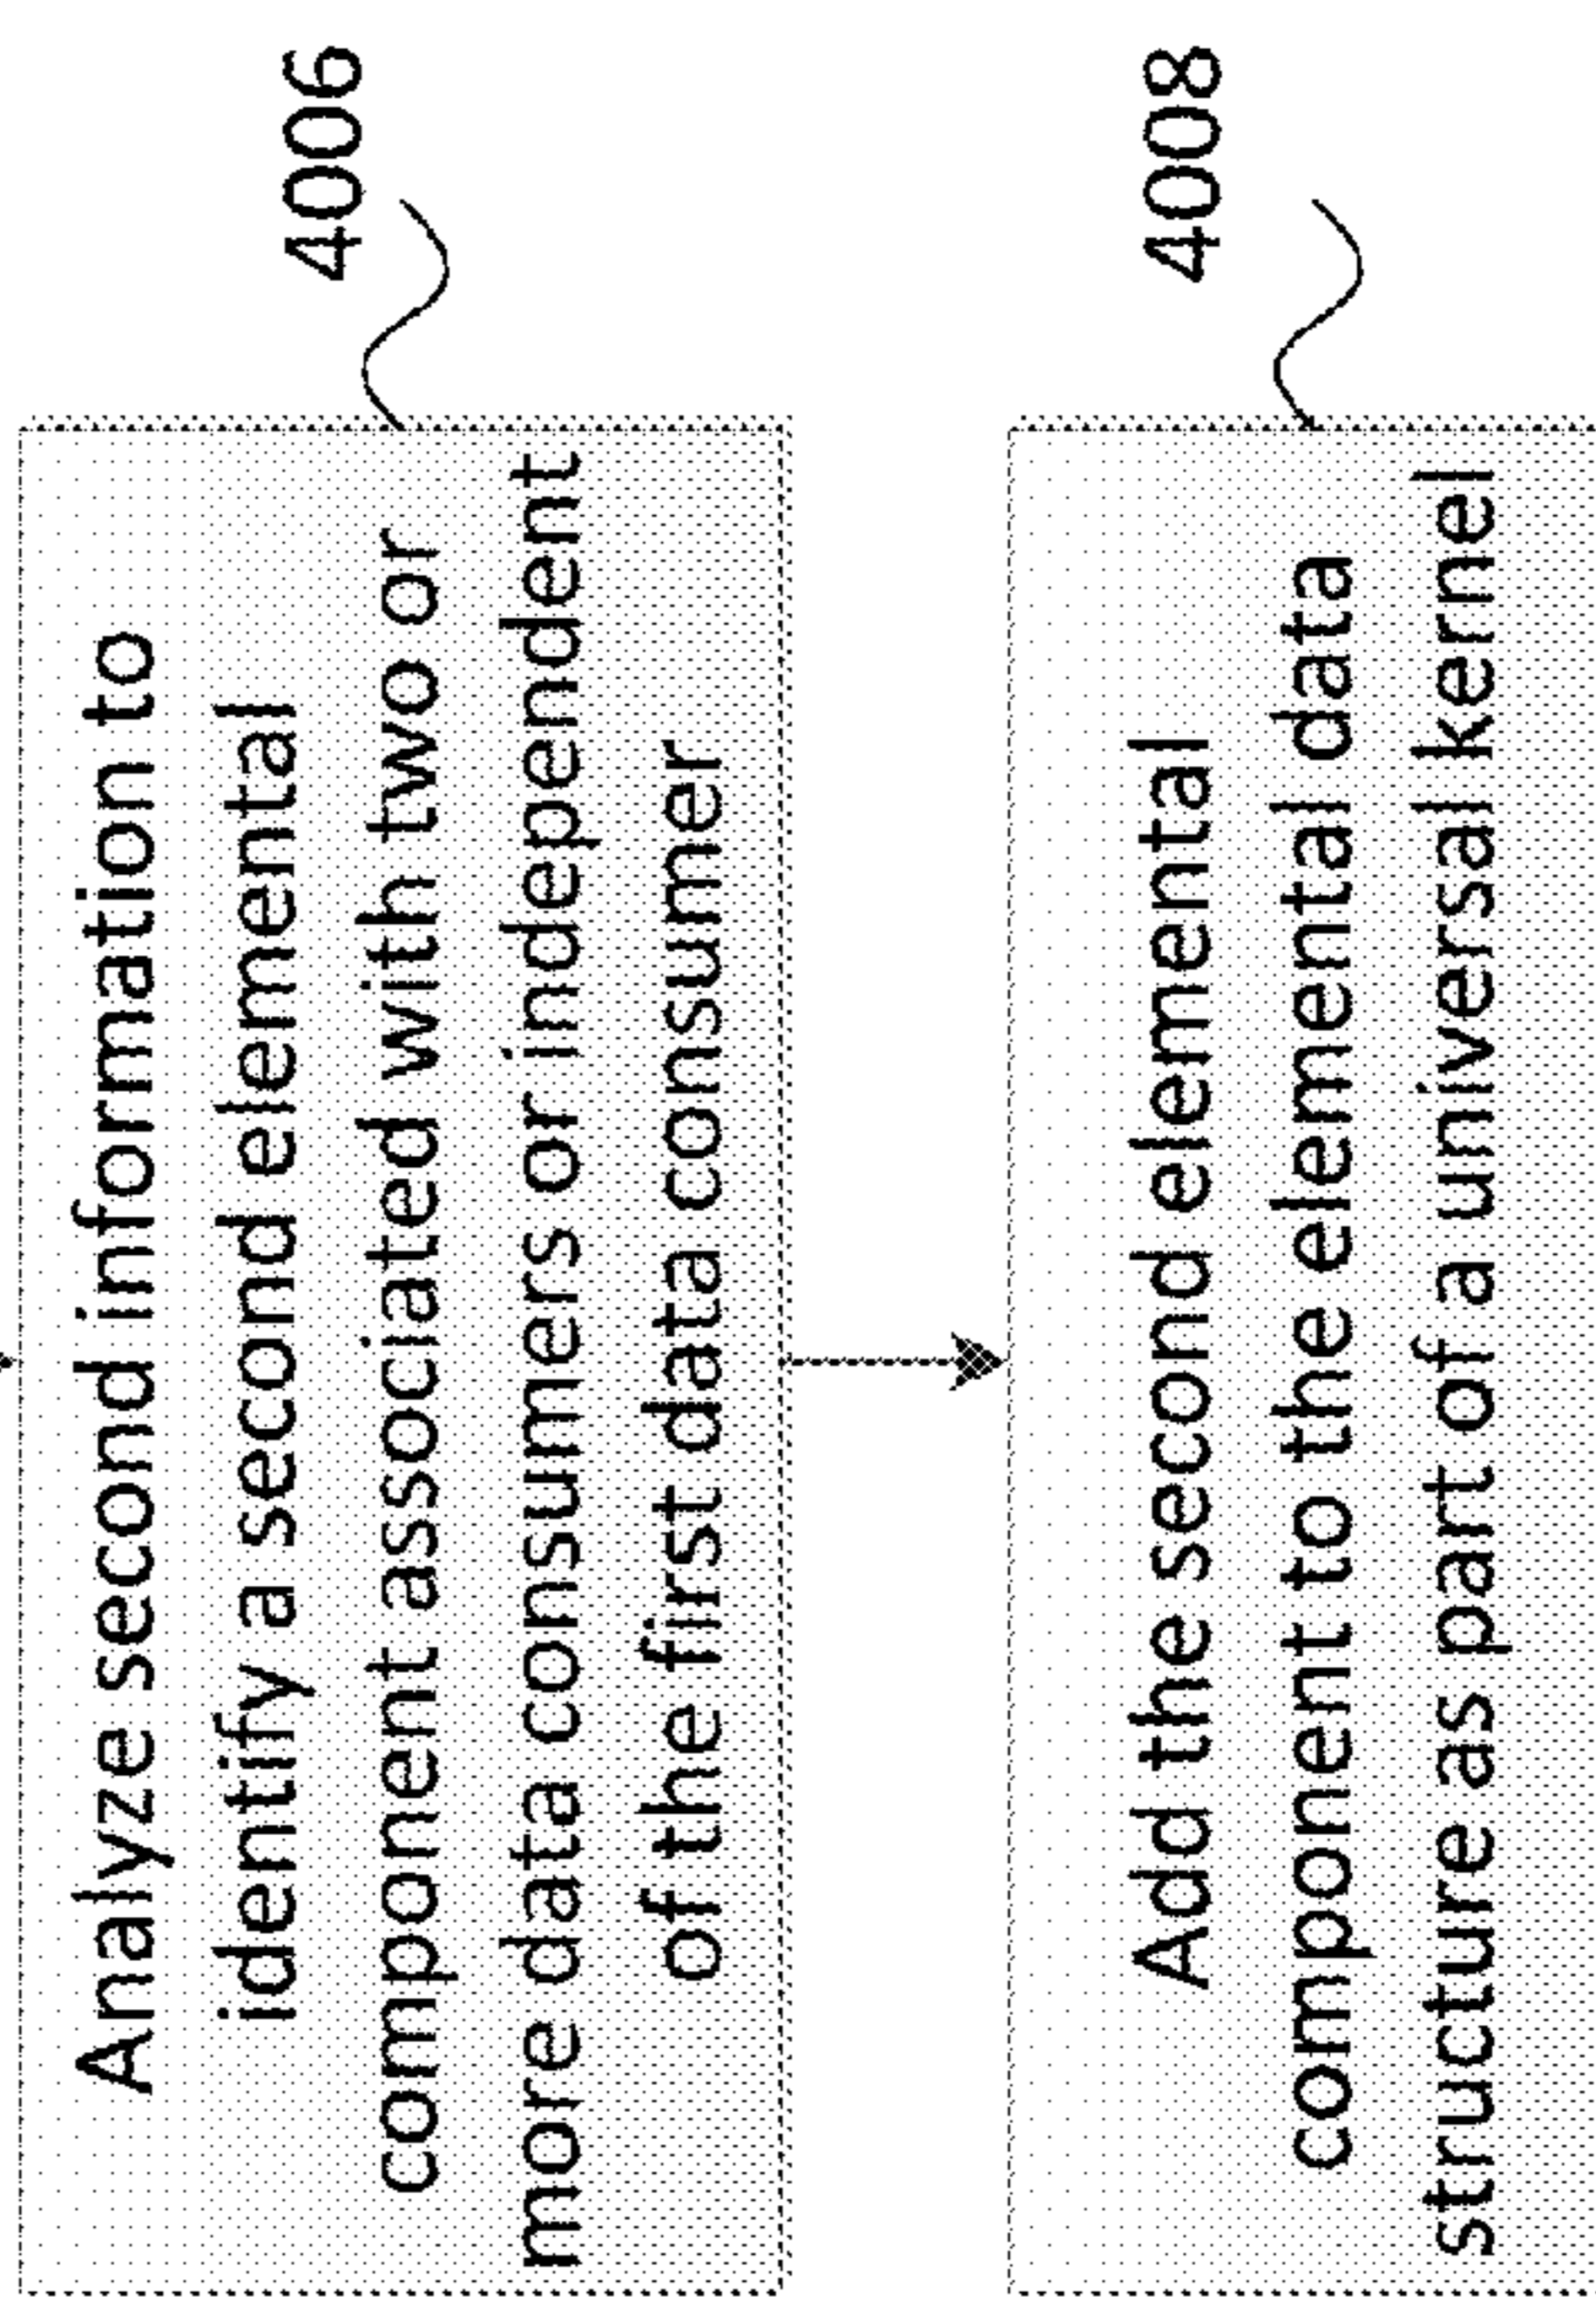 4006
Analyze second information to
identify a second elemental
component associated with two or
more data consumers or independent
of the first data consumer
4008
Add the second elemental
component to the elemental data
structure as part of a universal kernel